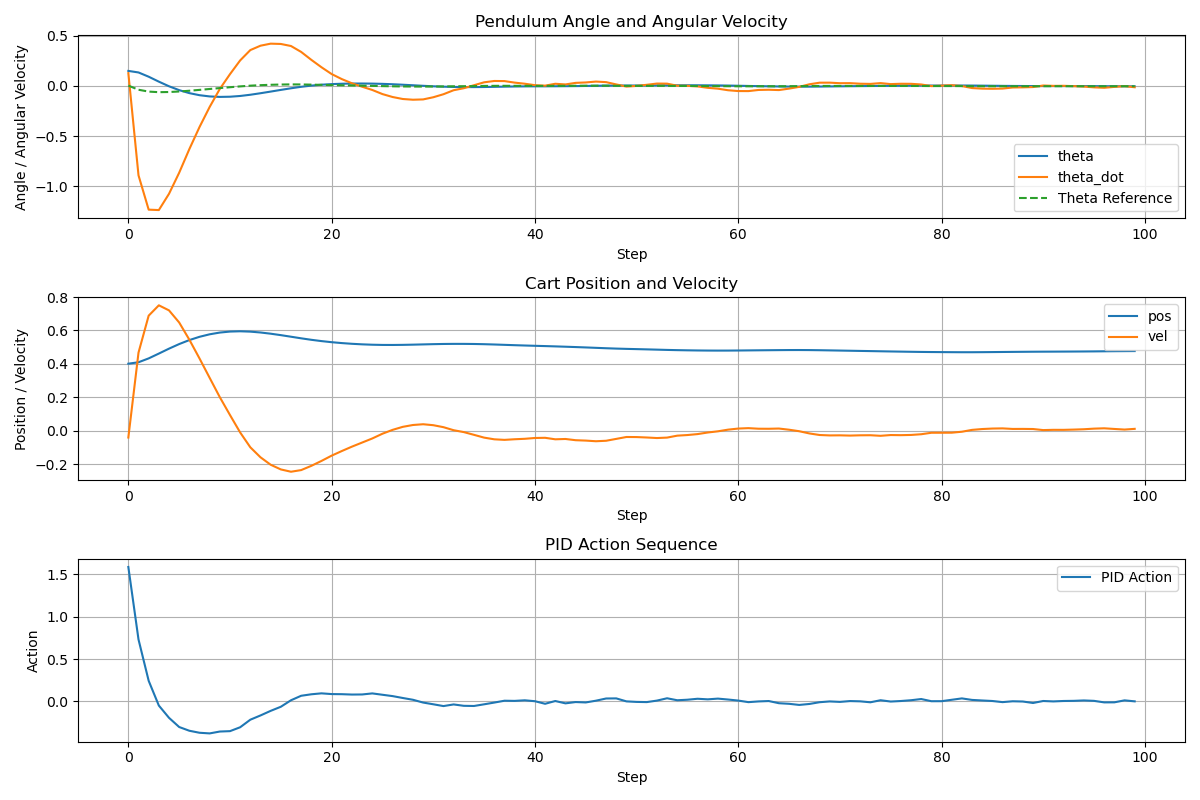 Pendulum Angle and Angular Velocity
Angle / Angular Velocity
0.5
0.0
−0.5
−1.0
theta
theta_dot
Theta Reference
0 20 40 60 80 100
Step
Cart Position and Velocity
Position / Velocity
0.8
0.6
0.4
0.2
0.0
−0.2
pos
vel
0 20 40 60 80 100
Step
PID Action Sequence
Action
1.5
1.0
0.5
0.0
PID Action
0 20 40 60 80 100
Step